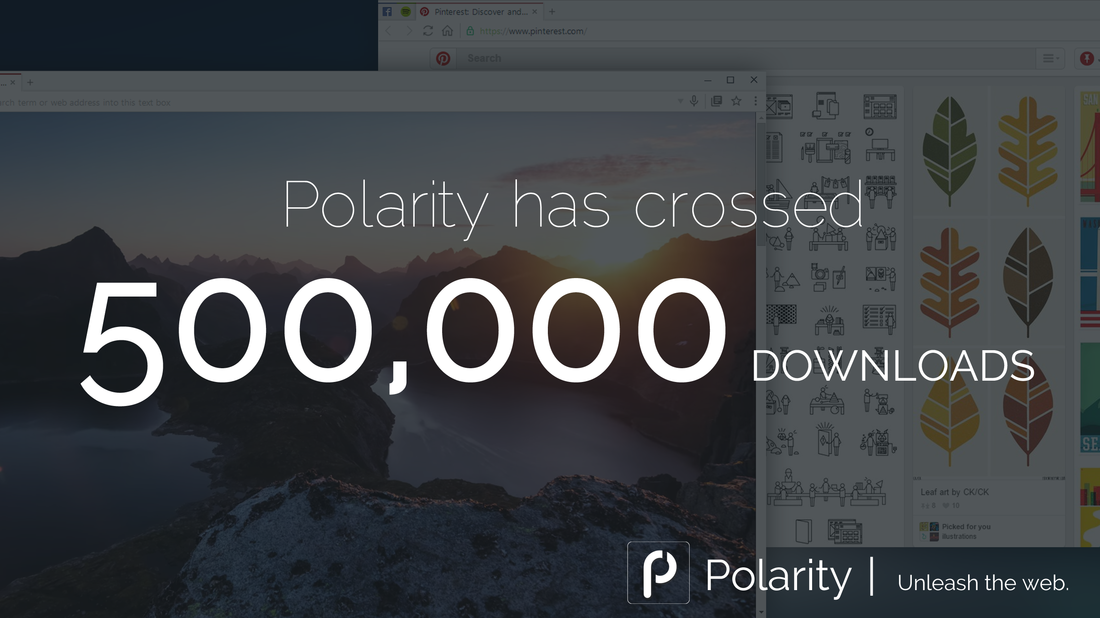 Pinterest: Discover and...
https://www.pinterest.com/
Search
arch term or web address into this text box
Polarity has crossed
500,000 DOWNLOADS
Leaf art by CK/CK
Picked for you
illustrations
Polarity | Unleash the web.